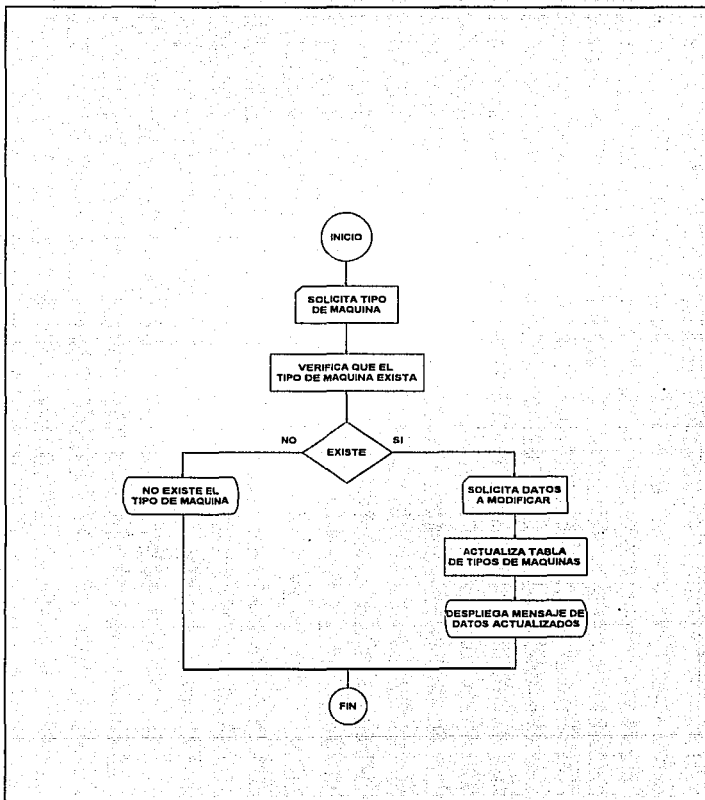 INICIO
SOLICITA TIPO
DE MAQUINA
VERIFICA QUE EL
TIPO DE MAQUINA EXISTA
NO
EXISTE
SI
NO EXISTE EL
TIPO DE MAQUINA
SOLICITA DATOS
A MODIFICAR
ACTUALIZA TABLA
DE TIPOS DE MAQUINAS
DESPLIEGA MENSAJE DE
DATOS ACTUALIZADOS
FIN